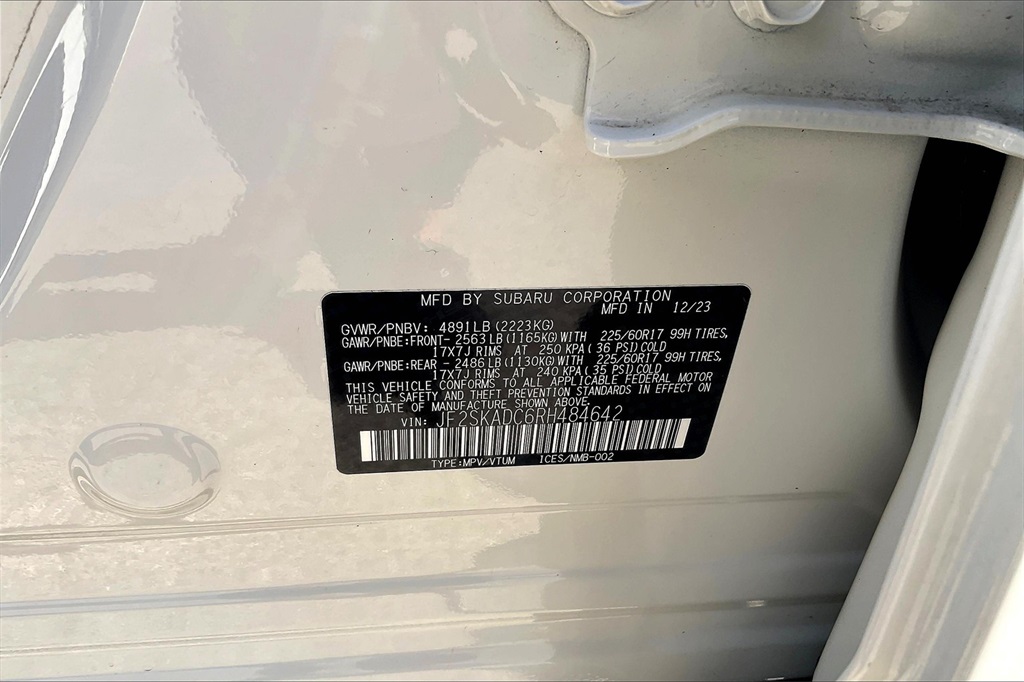 MFD BY SUBARU CORPORATION
MFD IN 12/23
GVWR/PNBV: 4891LB(2223KG)
GAWR/PNBE:FRONT- 2563LB(1165KG)WITH 225/60R17 99H TIRES,
17X7J RIMS AT 250 KPA(36 PSI)COLD
GAWR/PNBE:REAR - 2486LB(1130KG)WITH 225/60R17 99H TIRES,
17X7J RIMS AT 240 KPA(35 PSI)COLD
THIS VEHICLE CONFORMS TO ALL APPLICABLE FEDERAL MOTOR
VEHICLE SAFETY AND THEFT PREVENTION STANDARDS IN EFFECT ON
THE DATE OF MANUFACTURE SHOWN ABOVE.
VIN: JF2SKADC6RH484642
TYPE:MPV/VTUM ICES/NMB-002